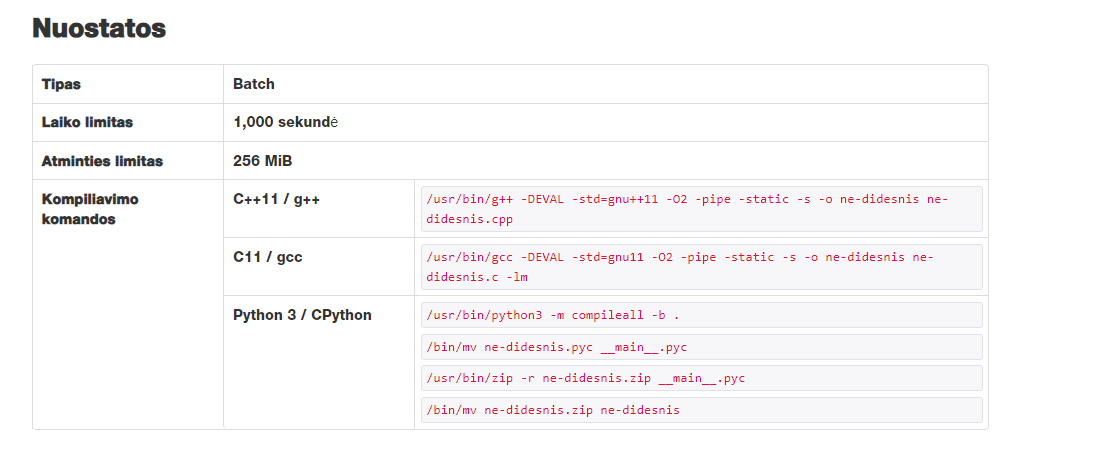 Nuostatos
Tipas
Batch
Laiko limitas
1,000 sekundė
Atminties limitas
256 MiB
Kompiliavimo
komandos
C++11 / g++
/usr/bin/g++ -DEVAL -std=gnu++11 -O2 -pipe -static -s -o ne-didesnis ne-
didesnis.cpp
C11 / gcc
/usr/bin/gcc -DEVAL -std=gnu11 -O2 -pipe -static -s -o ne-didesnis ne-
didesnis.c -lm
Python 3 / CPython
/usr/bin/python3 -m compileall -b .
/bin/mv ne-didesnis.pyc __main__.pyc
/usr/bin/zip -r ne-didesnis.zip __main__.pyc
/bin/mv ne-didesnis.zip ne-didesnis